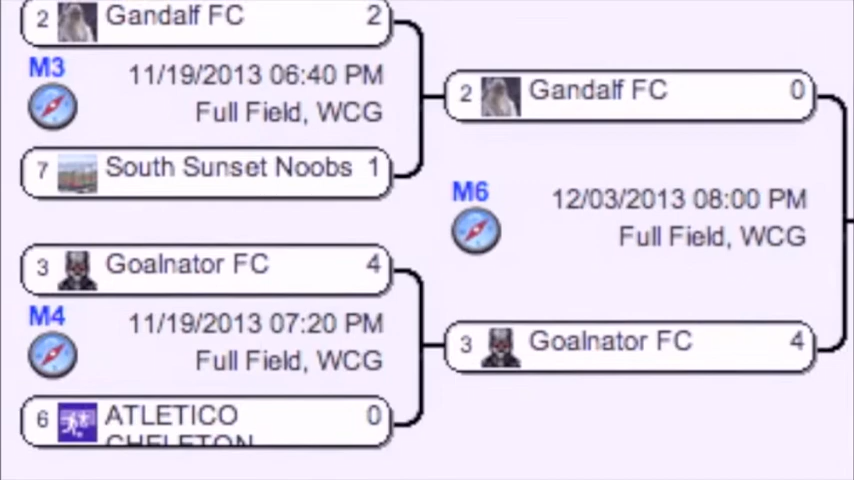 2 Gandalf FC 2
M3 11/19/2013 06:40 PM
Full Field, WCG
7 South Sunset Noobs 1
3 Goalnator FC 4
M4 11/19/2013 07:20 PM
Full Field, WCG
6 ATLETICO 0
CHELETON
2 Gandalf FC 0
M6 12/03/2013 08:00 PM
Full Field, WCG
3 Goalnator FC 4